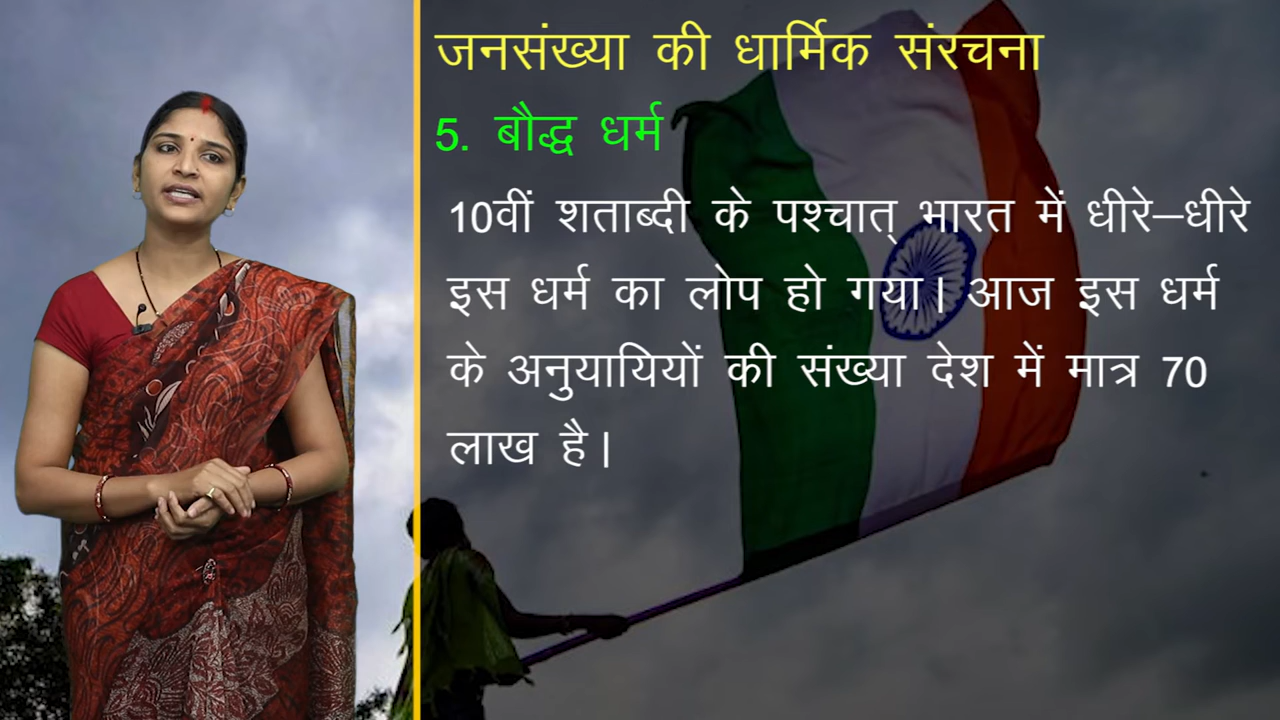 जनसंख्या की धार्मिक संरचना
5. बौद्ध धर्म
10वीं शताब्दी के पश्चात् भारत में धीरे–धीरे
इस धर्म का लोप हो गया। आज इस धर्म
के अनुयायियों की संख्या देश में मात्र 70
लाख है।